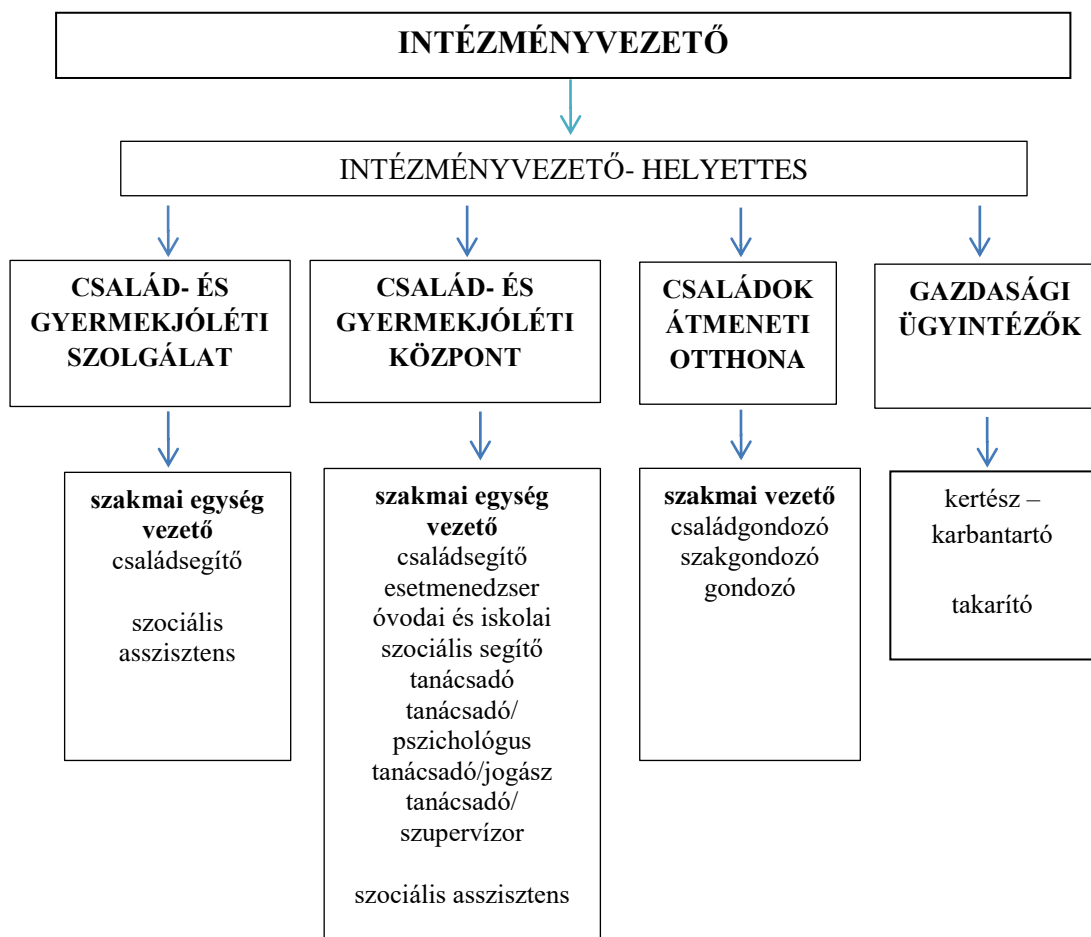 INTÉZMÉNYVEZETŐ
INTÉZMÉNYVEZETŐ- HELYETTES
CSALÁD- ÉS
GYERMEKJÓLÉTI
SZOLGÁLAT
CSALÁD- ÉS
GYERMEKJÓLÉTI
KÖZPONT
CSALÁDOK
ÁTMENETI
OTTHONA
GAZDASÁGI
ÜGYINTÉZŐK
szakmai egység
vezető
családsegítő
szociális
asszisztens
szakmai egység
vezető
családsegítő
esetmenedzser
óvodai és iskolai
szociális segítő
tanácsadó
tanácsadó/
pszichológus
tanácsadó/jogász
tanácsadó/
szupervízor
szociális asszisztens
szakmai vezető
családgondozó
szakgondozó
gondozó
kertész –
karbantartó
takarító